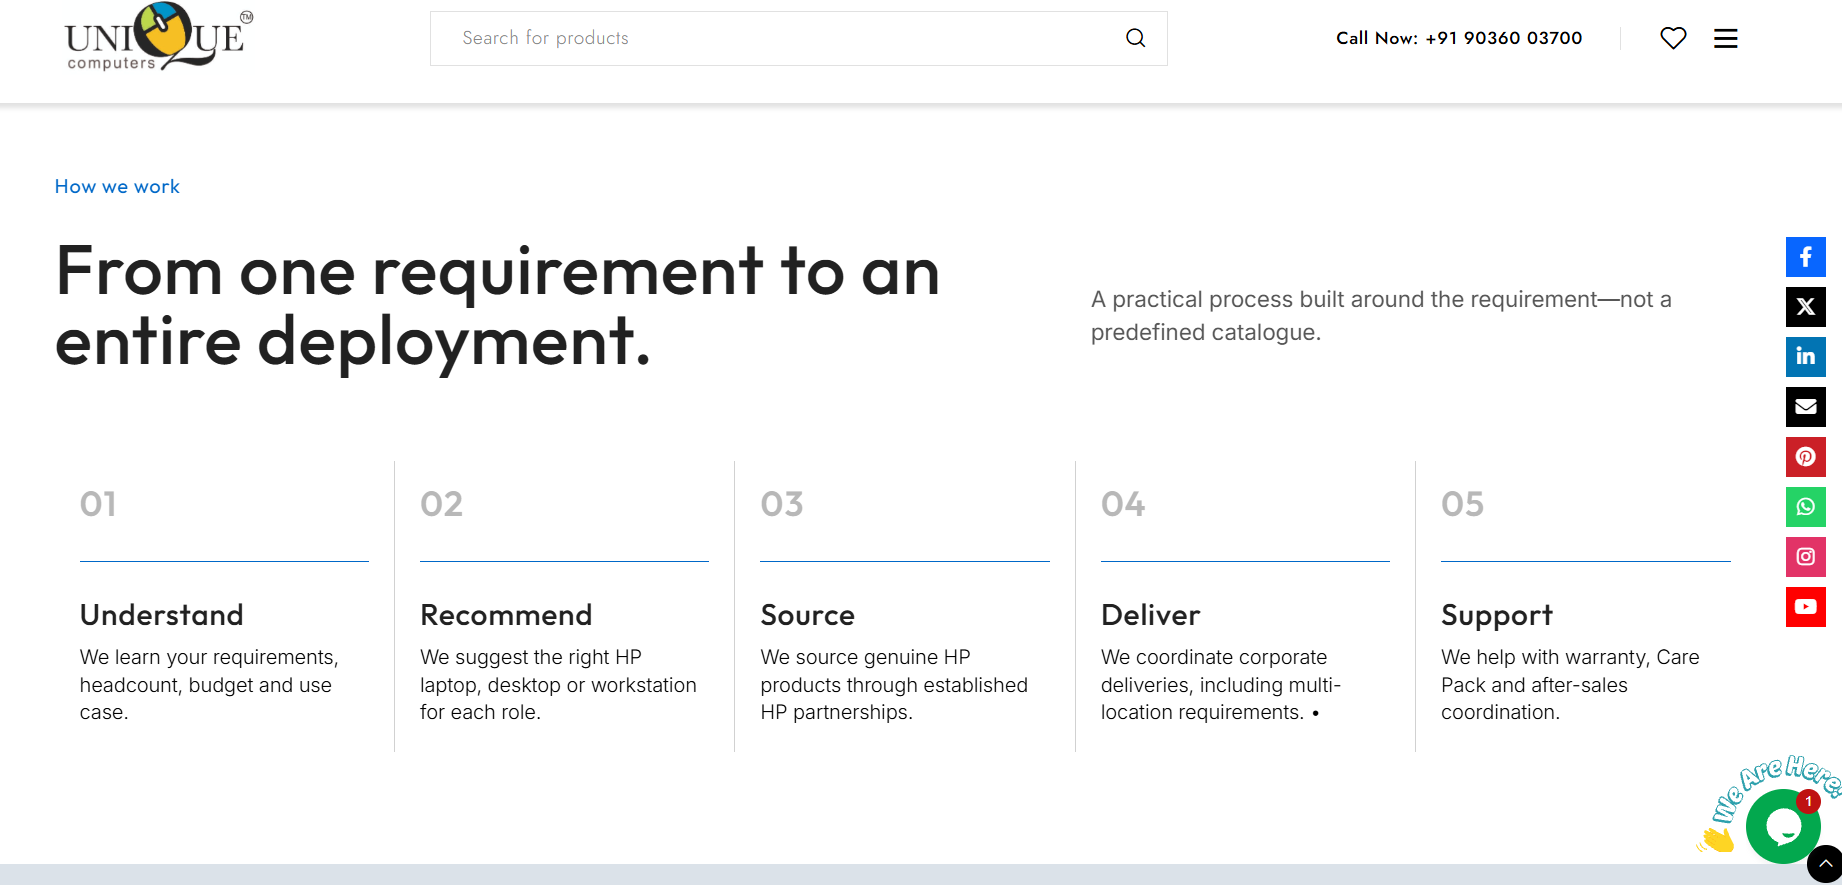 UNIQUE TM
computers
Search for products
Call Now: +91 90360 03700
How we work
From one requirement to an
entire deployment.
A practical process built around the requirement—not a
predefined catalogue.
01
Understand
We learn your requirements,
headcount, budget and use
case.
02
Recommend
We suggest the right HP
laptop, desktop or workstation
for each role.
03
Source
We source genuine HP
products through established
HP partnerships.
04
Deliver
We coordinate corporate
deliveries, including multi-
location requirements. •
05
Support
We help with warranty, Care
Pack and after-sales
coordination.
We Are Here!
1